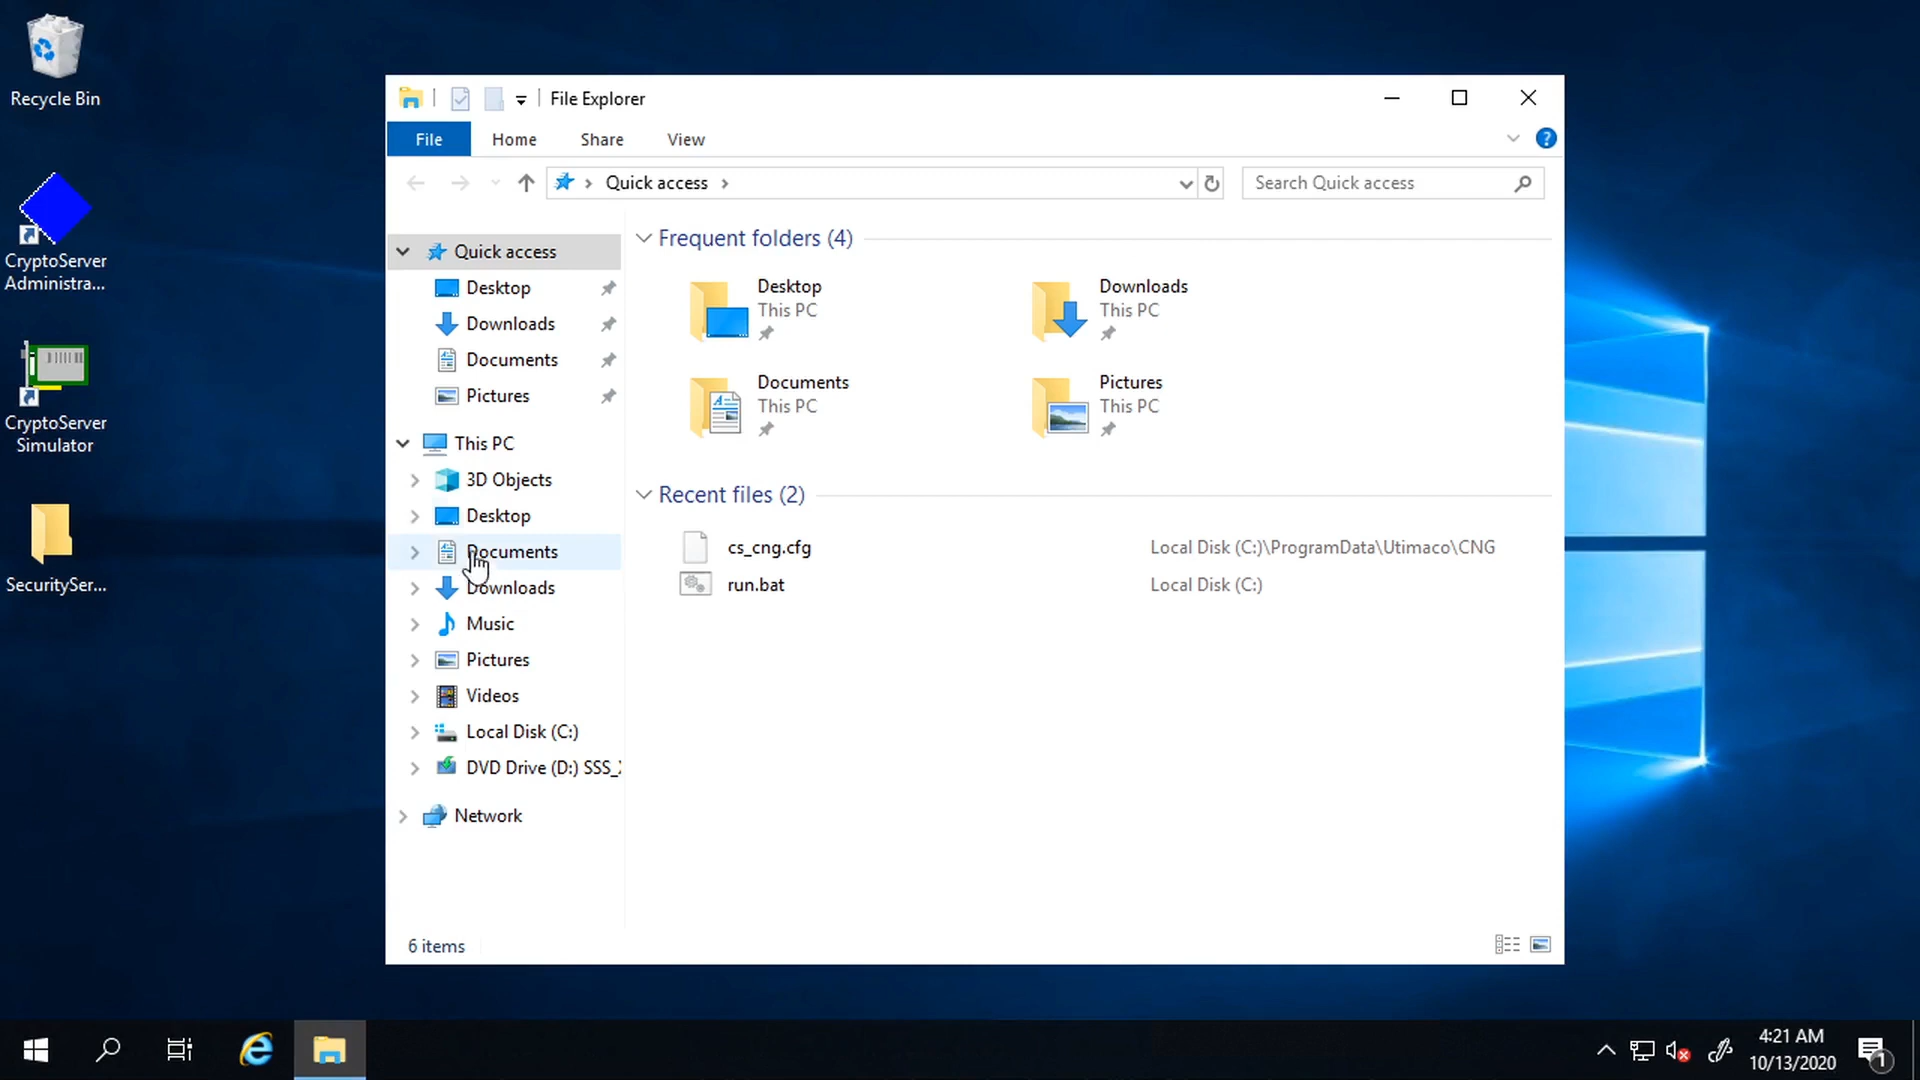 Recycle Bin
CryptoServer
Administra...
CryptoServer
Simulator
SecuritySer...
File Explorer
File
Home
Share
View
Quick access
Search Quick access
Quick access
Desktop
Downloads
Documents
Pictures
This PC
3D Objects
Desktop
Documents
Downloads
Music
Pictures
Videos
Local Disk (C:)
DVD Drive (D:) SSS_
Network
Frequent folders (4)
Desktop
This PC
Downloads
This PC
Documents
This PC
Pictures
This PC
Recent files (2)
cs_cng.cfg
Local Disk (C:)\ProgramData\Utimaco\CNG
run.bat
Local Disk (C:)
6 items
4:21 AM
10/13/2020
1